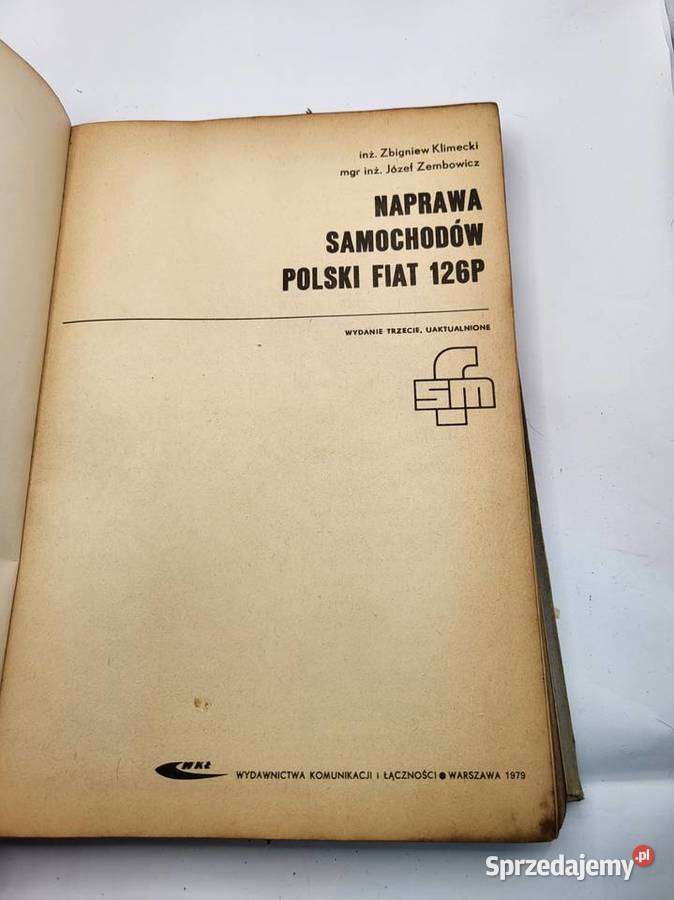 inż. Zbigniew Klimecki
mgr inż. Józef Zembowicz
NAPRAWA
SAMOCHODÓW
POLSKI FIAT 126P
WYDANIE TRZECIE, UAKTUALNIONE
fsm
WKŁ WYDAWNICTWA KOMUNIKACJI i ŁĄCZNOŚCI ● WARSZAWA 1979
Sprzedajemy.pl